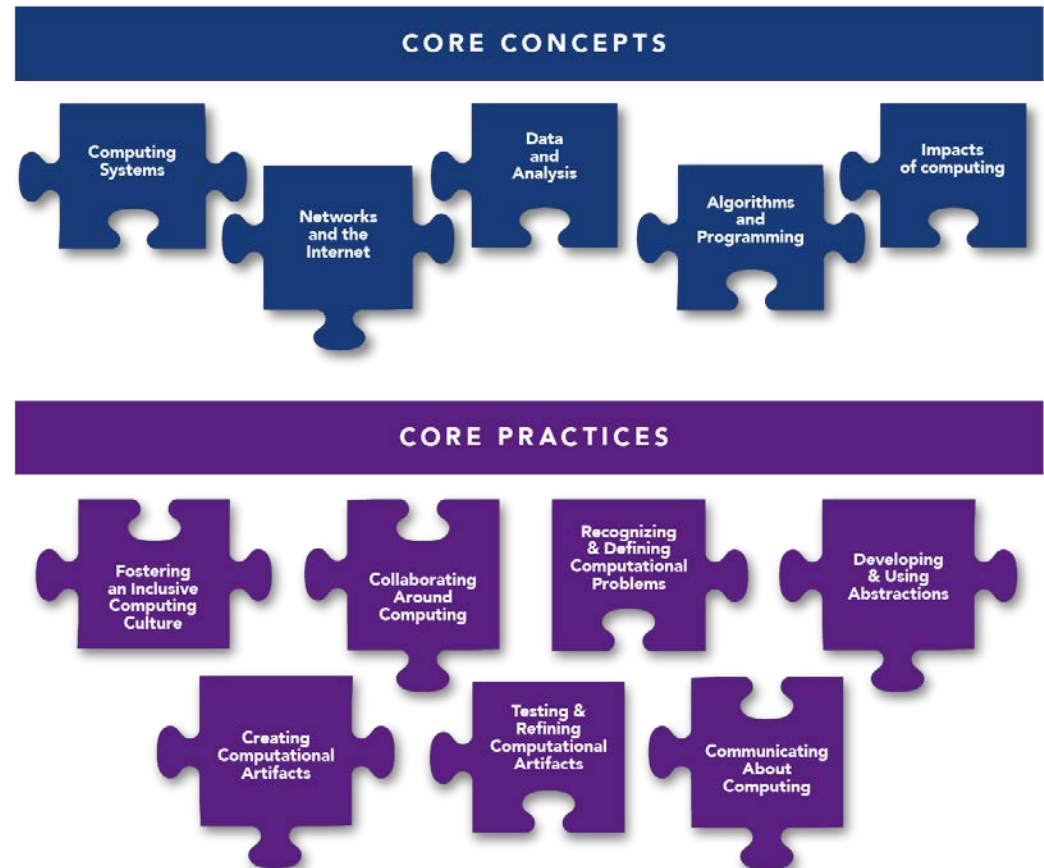 CORE CONCEPTS
Computing
Systems
Networks
and the
Internet
Data
and
Analysis
Algorithms
and
Programming
Impacts
of computing
CORE PRACTICES
Fostering
an Inclusive
Computing
Culture
Collaborating
Around
Computing
Recognizing
& Defining
Computational
Problems
Developing
& Using
Abstractions
Creating
Computational
Artifacts
Testing &
Refining
Computational
Artifacts
Communicating
About
Computing